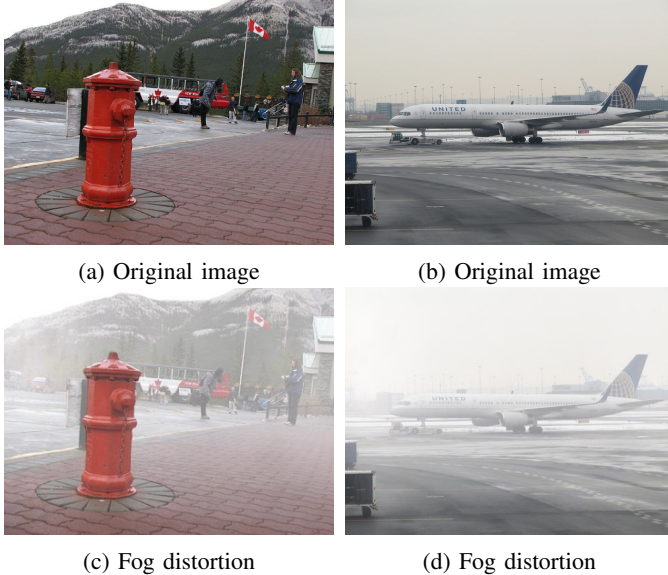 UNITED
(a) Original image
(b) Original image
UNITED
(c) Fog distortion
(d) Fog distortion